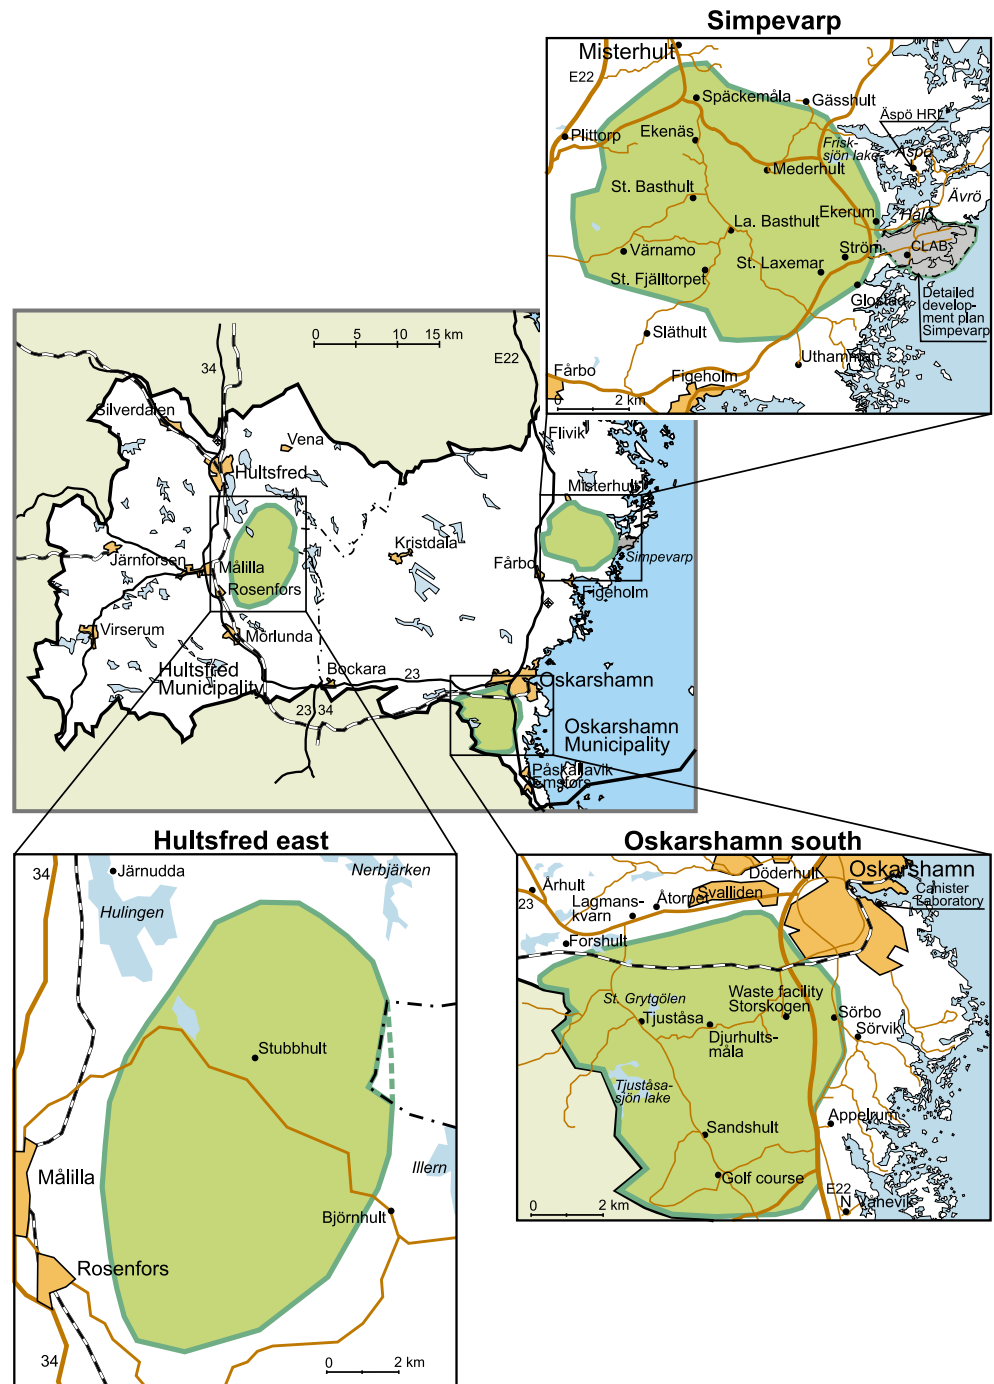 Simpevarp
Misterhult
E22
Späckemåla
Gässhult
Äspö HRL
Plittorp
Ekenäs
Frisk-
sjön lake
Äspö
Mederhult
St. Basthult
Ävrö
La. Basthult
Ekerum
Hålö
Värnamo
Ström
CLAB
St. Fjälltorpet
St. Laxemar
Glostad
Detailed
develop-
ment plan
Simpevarp
Släthult
Uthammar
Fårbo
Figeholm
0 2 km
0 5 10 15 km
34
E22
Silverdalen
Vena
Flivik
Hultsfred
Misterhult
Kristdala
Järnforsen
Målilla
Fårbo
Simpevarp
Rosenfors
Figeholm
Virserum
Mörlunda
Hultsfred
Municipality
Bockara
23
Oskarshamn
23
34
Oskarshamn
Municipality
Påskallavik
Emsfors
Hultsfred east
34
Järnudda
Nerbjärken
Hulingen
Stubbhult
Målilla
Illern
Björnhult
Rosenfors
34
0 2 km
Oskarshamn south
Döderhult
Oskarshamn
Århult
Svalliden
Canister
Laboratory
23
Lagmans-
kvarn
Åtorpet
Forshult
St. Grytgölen
Waste facility
Storskogen
Tjuståsa
Sörbo
Djurhults-
måla
Sörvik
Tjuståsa-
sjön lake
Appelrum
Sandshult
Golf course
E22
N Vånevik
0 2 km